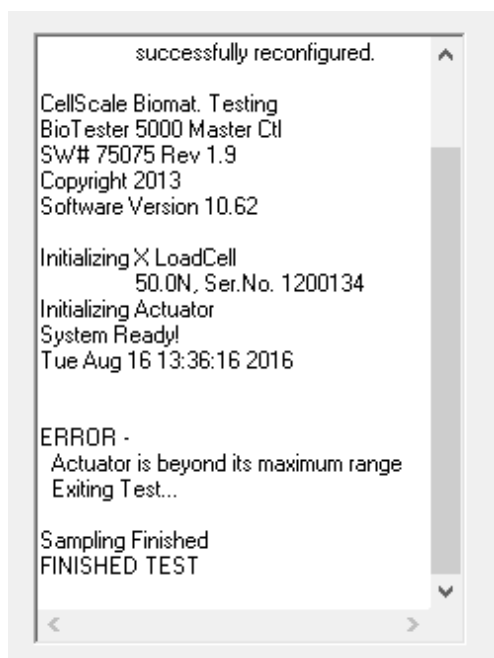 successfully reconfigured.
CellScale Biomat. Testing
BioTester 5000 Master Ctl
SW# 75075 Rev 1.9
Copyright 2013
Software Version 10.62
Initializing X LoadCell
50.0N, Ser.No. 1200134
Initializing Actuator
System Ready!
Tue Aug 16 13:36:16 2016
ERROR -
Actuator is beyond its maximum range
Exiting Test...
Sampling Finished
FINISHED TEST